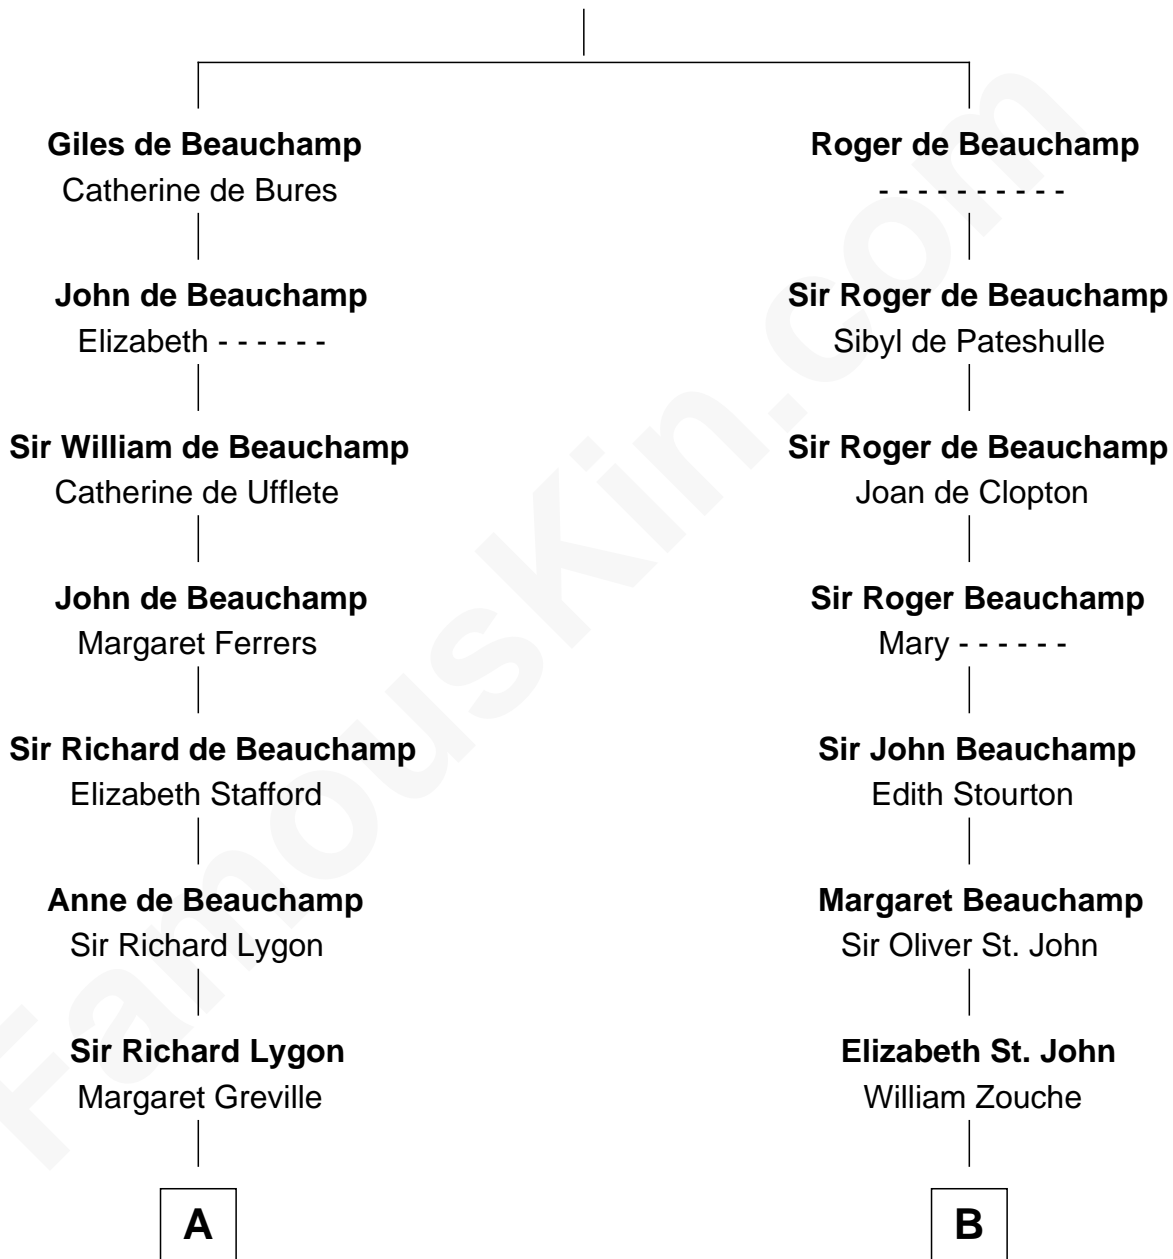 Giles de Beauchamp
Catherine de Bures
John de Beauchamp
Elizabeth - - - - - -
Sir William de Beauchamp
Catherine de Ufflete
John de Beauchamp
Margaret Ferrers
Sir Richard de Beauchamp
Elizabeth Stafford
Anne de Beauchamp
Sir Richard Lygon
Sir Richard Lygon
Margaret Greville
A
Roger de Beauchamp
- - - - - - - - - -
Sir Roger de Beauchamp
Sibyl de Pateshulle
Sir Roger de Beauchamp
Joan de Clopton
Sir Roger Beauchamp
Mary - - - - - -
Sir John Beauchamp
Edith Stourton
Margaret Beauchamp
Sir Oliver St. John
Elizabeth St. John
William Zouche
B
FamousKin.com